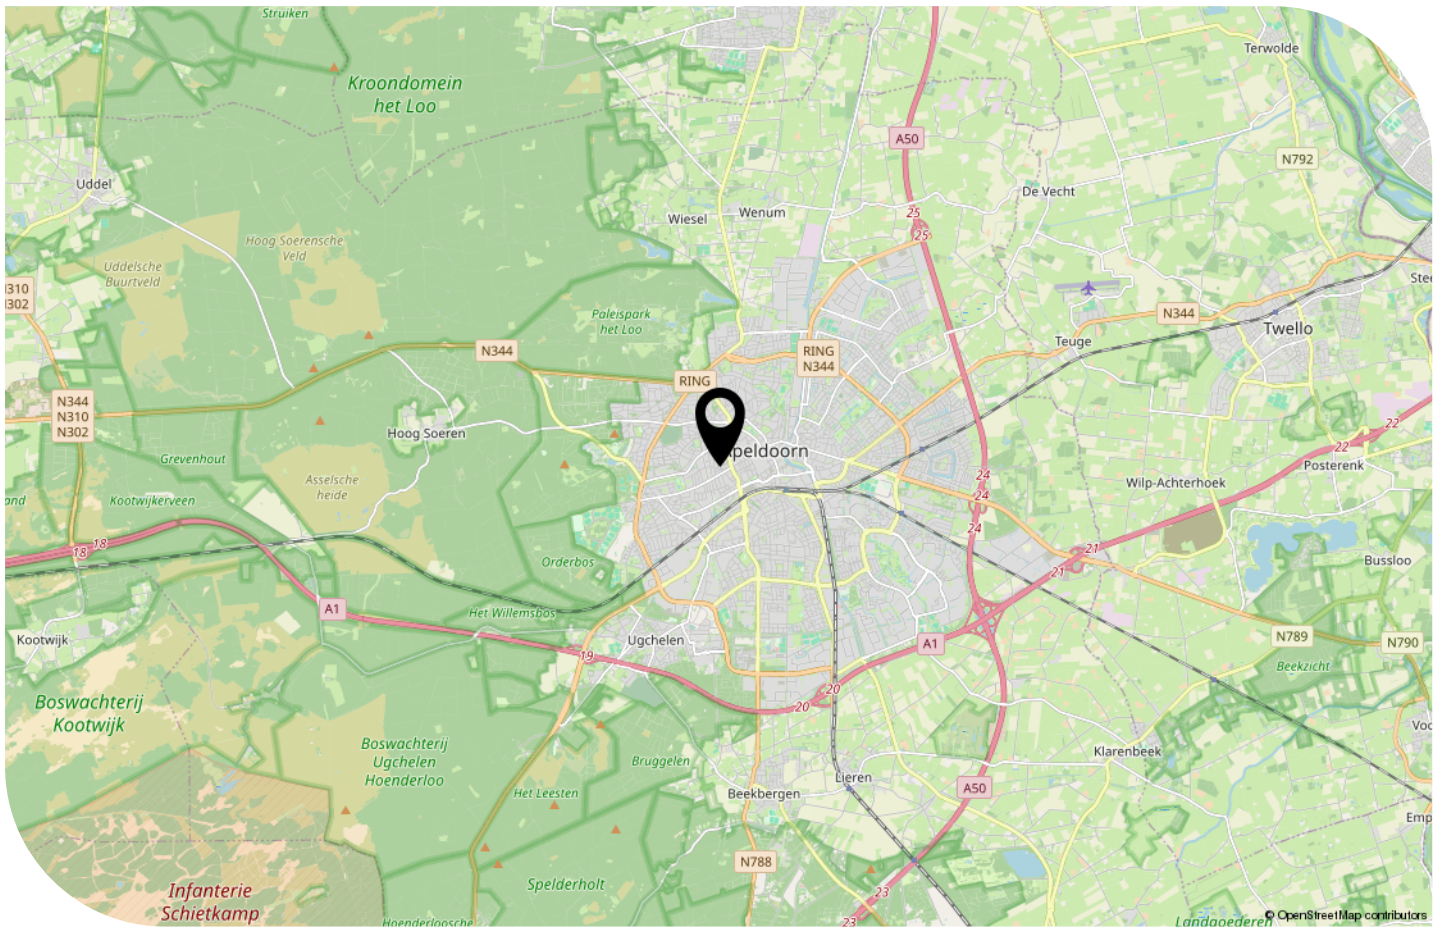 Struiken
Terwolde
Kroondomein
het Loo
A50
N792
Uddel
De Vecht
Wiesel
Wenum
25
25
Hoog Soerensche
Veld
Uddelsche
Buurtveld
N302
N344
Twello
Paleispark
het Loo
Teuge
N344
RING
N344
RING
N344
N310
N302
22
Hoog Soeren
22
peldoorn
Grevenhout
Posterenk
Asselsche
heide
24
Wilp-Achterhoek
Kootwijkerveen
24
24
18
18
21
Orderbos
21
Bussloo
A1
Het Willemsbos
Kootwijk
Ugchelen
A1
N789
N790
19
Beekzicht
20
20
Boswachterij
Kootwijk
Boswachterij
Ugchelen
Hoenderloo
Klarenbeek
Bruggelen
Lieren
Het Leesten
Beekbergen
A50
N788
Spelderholt
23
Infanterie
Schietkamp
23
Hoenderloosche
Landgoederen
© OpenStreetMap contributors